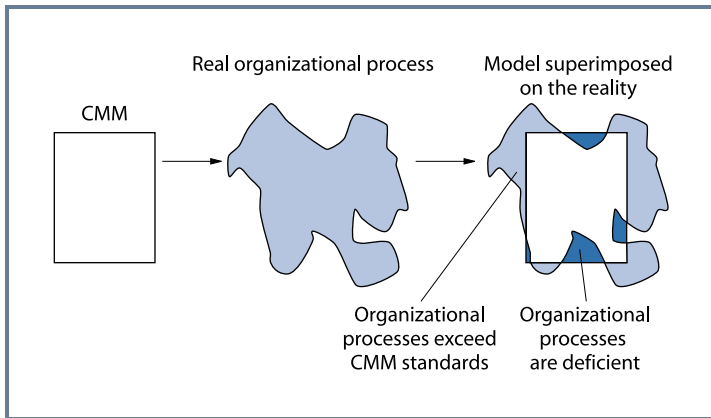 CMM
Real organizational process
Model superimposed
on the reality
Organizational
processes exceed
CMM standards
Organizational
processes
are deficient